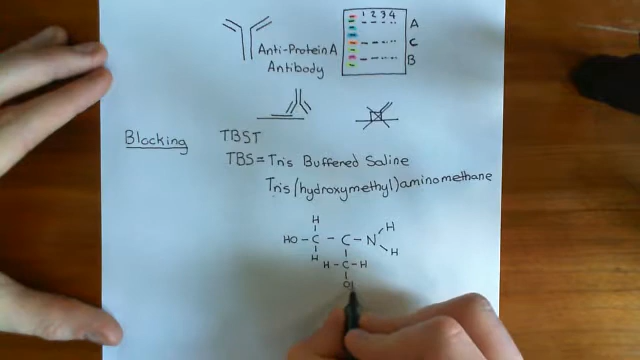 1 2 3 4
A
C
B
Anti-Protein A
Antibody
Blocking
TBST
TBS = Tris Buffered Saline
Tris(hydroxymethyl)aminomethane
H
H
HO-C-C-N
H
H
H-C-H
O